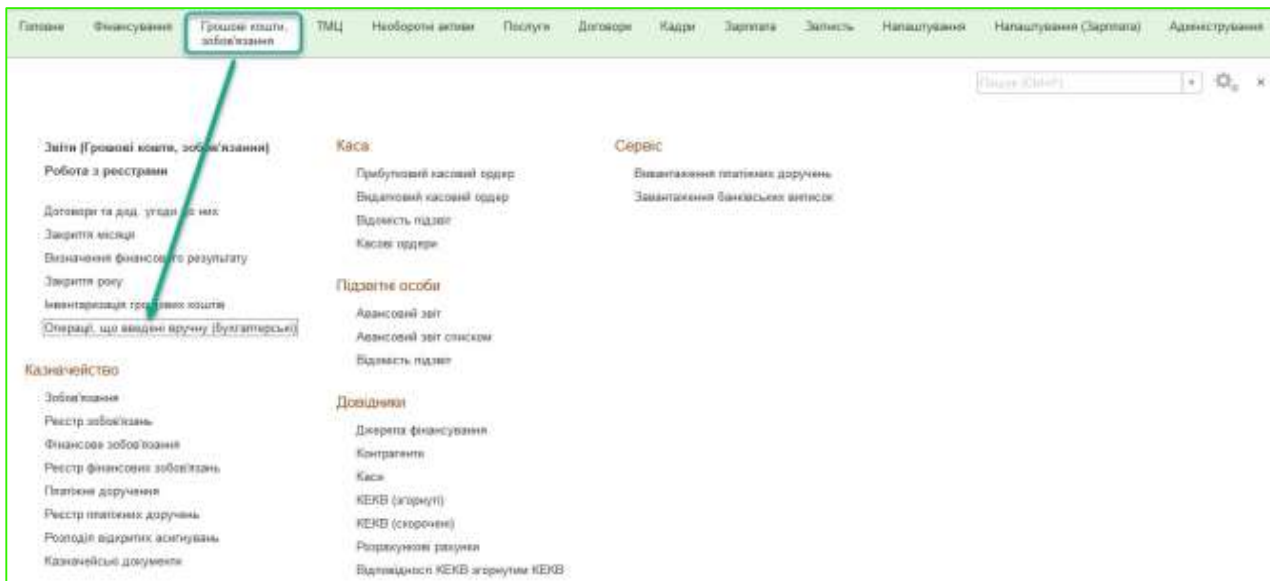 Головне Фінансування Грошові кошти, зобов'язання ТМЦ Необоротні активи Послуги Договори Кадри Зарплата Звітність Налаштування Налаштування (Зарплата) Адміністрування
Пошук (Ctrl+F)
Звіти (Грошові кошти, зобов'язання)
Робота з реєстрами
Договори та дод. угоди до них
Закриття місяця
Визначення фінансового результату
Закриття року
Інвентаризація грошових коштів
Операції, що введені вручну (бухгалтерські)
Казначейство
Зобов'язання
Реєстр зобов'язань
Фінансове зобов'язання
Реєстр фінансових зобов'язань
Платіжне доручення
Реєстр платіжних доручень
Розподіл відкритих асигнувань
Казначейські документи
Каса
Прибутковий касовий ордер
Видатковий касовий ордер
Відомість підзвіт
Касові ордери
Підзвітні особи
Авансовий звіт
Авансовий звіт списком
Відомість підзвіт
Довідники
Джерела фінансування
Контрагенти
Каси
КЕКВ (згорнуті)
КЕКВ (скорочені)
Розрахункові рахунки
Відповідності КЕКВ згорнутим КЕКВ
Сервіс
Вивантаження платіжних доручень
Завантаження банківських виписок